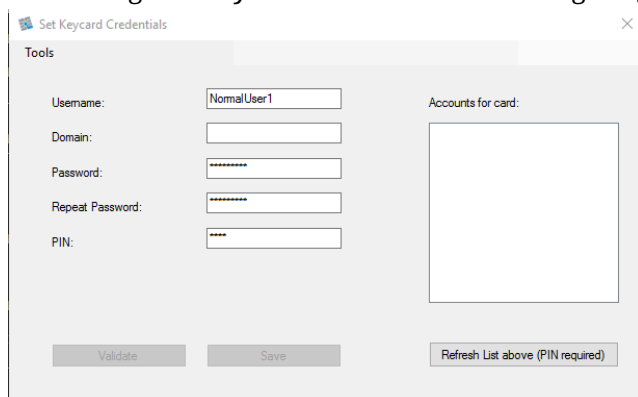 Set Keycard Credentials
Tools
Username:
NormalUser1
Accounts for card:
Domain:
Password:
*********
Repeat Password:
*********
PIN:
****
Validate
Save
Refresh List above (PIN required)